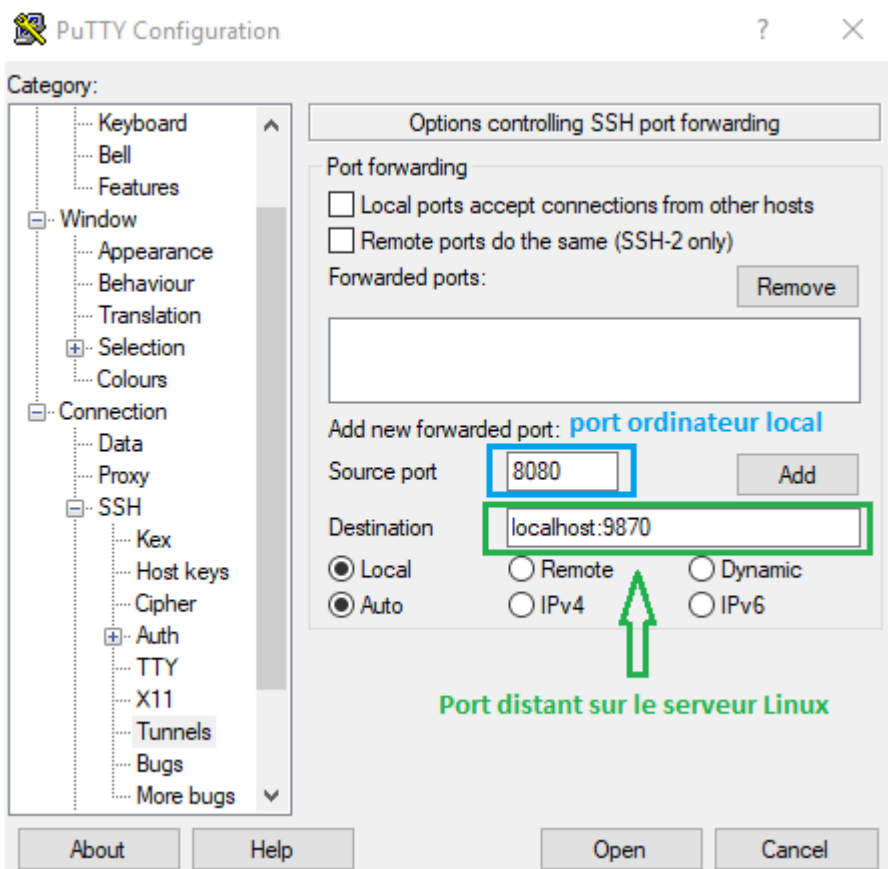 PuTTY Configuration
?
Category:
Keyboard
Bell
Features
Window
Appearance
Behaviour
Translation
Selection
Colours
Connection
Data
Proxy
SSH
Kex
Host keys
Cipher
Auth
TTY
X11
Tunnels
Bugs
More bugs
Options controlling SSH port forwarding
Port forwarding
Local ports accept connections from other hosts
Remote ports do the same (SSH-2 only)
Forwarded ports:
Remove
Add new forwarded port: port ordinateur local
Source port 8080 Add
Destination localhost:9870
Local Remote Dynamic
Auto IPv4 IPv6
Port distant sur le serveur Linux
About Help Open Cancel